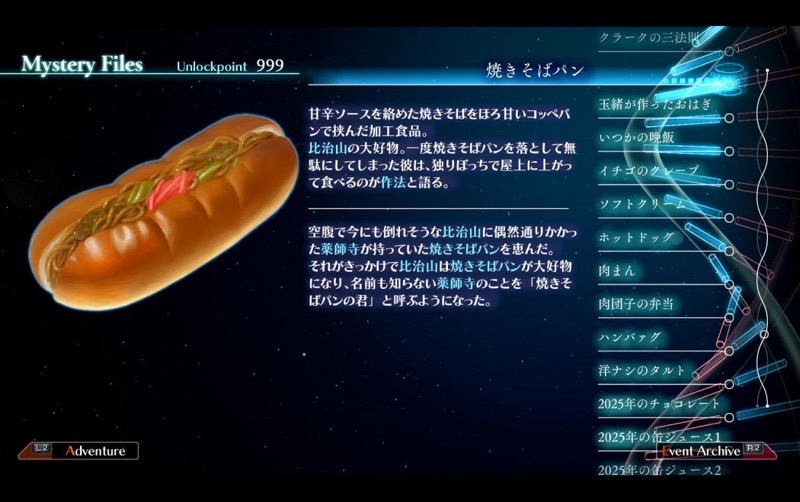 Mystery Files
Unlockpoint 999
焼きそばパン
甘辛ソースを絡めた焼きそばをほろ甘いコッペパ
ンで挟んだ加工食品。
比治山の大好物。一度焼きそばパンを落として無
駄にしてしまった彼は、独りぼっちで屋上に上がっ
て食べるのが作法と語る。
空腹で今にも倒れそうな比治山に偶然通りかかっ
た薬師寺が持っていた焼きそばパンを恵んだ。
それがきっかけで比治山は焼きそばパンが大好物
になり、名前も知らない薬師寺のことを「焼きそ
ばパンの君」と呼ぶようになった。
クラークの三法則
玉緒が作ったおはぎ
いつかの晩飯
イチゴのクレープ
ソフトクリーム
ホットドッグ
肉まん
肉団子の弁当
ハンバァグ
洋ナシのタルト
2025年のチョコレート
2025年の缶ジュース1
2025年の缶ジュース2
L2 Adventure
Event Archive R2